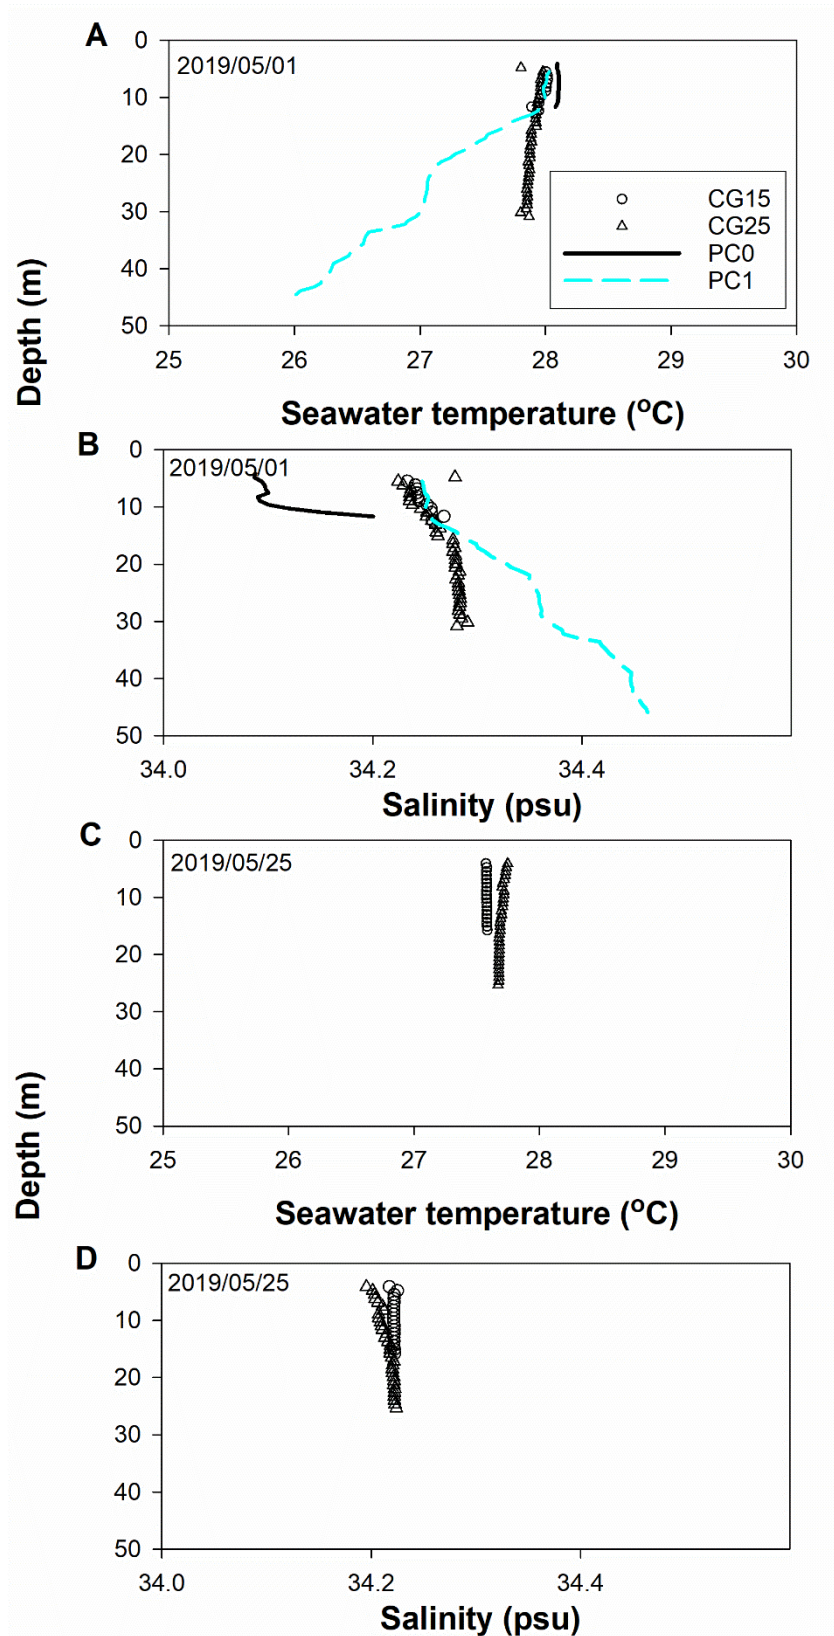 A
2019/05/01
0
10
20
30
40
50
CG15
CG25
PC0
PC1
25 26 27 28 29 30
Depth (m)
Seawater temperature (°C)
B
2019/05/01
0
10
20
30
40
50
34.0 34.2 34.4
Salinity (psu)
C
2019/05/25
0
10
20
30
40
50
25 26 27 28 29 30
Depth (m)
Seawater temperature (°C)
D
2019/05/25
0
10
20
30
40
50
34.0 34.2 34.4
Salinity (psu)